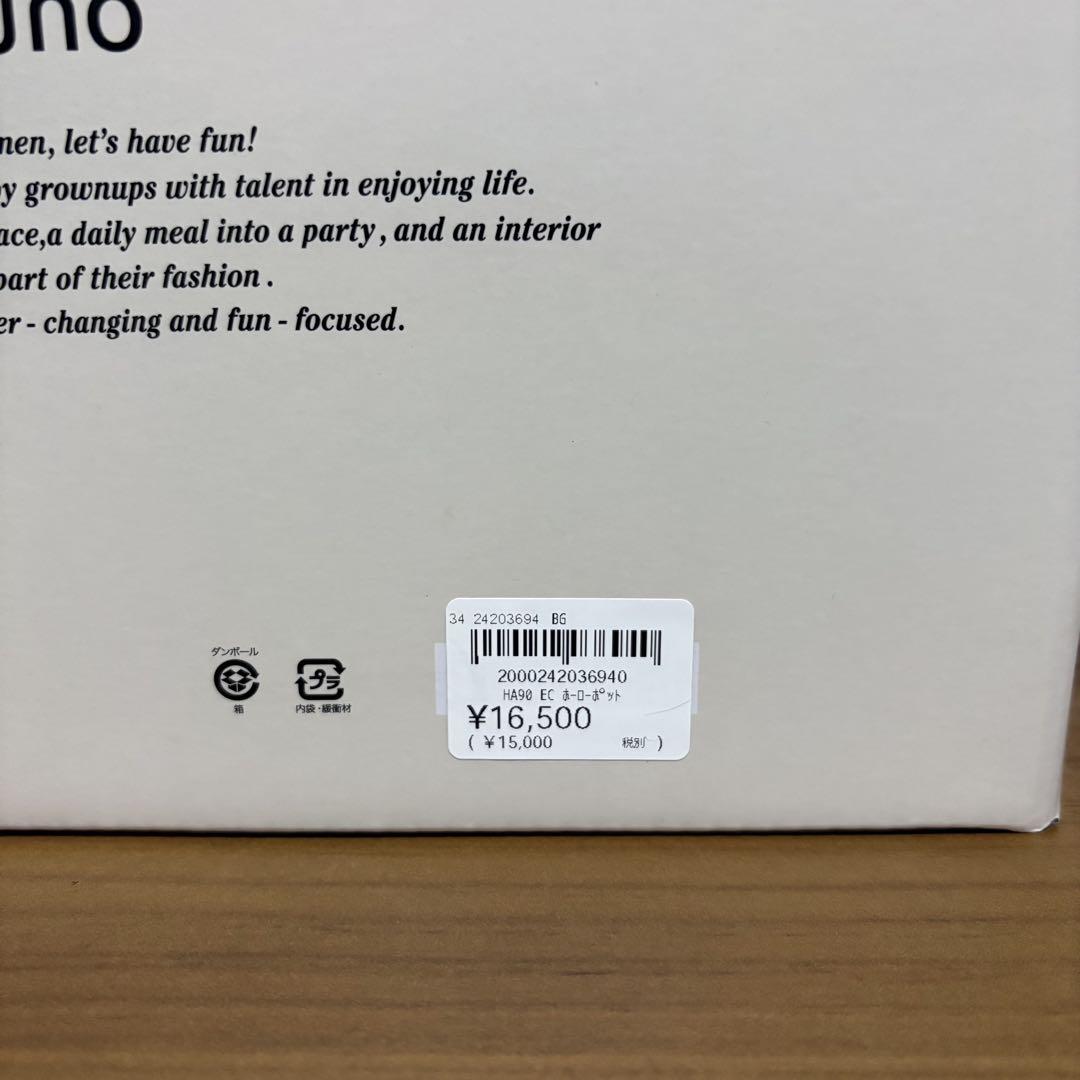 uno
men, let's have fun!
by grownups with talent in enjoying life.
ace,a daily meal into a party, and an interior
part of their fashion .
er - changing and fun - focused.
ダンボール
箱
プラ
内袋・緩衝材
34 24203694 BG
2000242036940
HA90 EC ホーローポット
¥16,500
( ¥15,000 税別 )